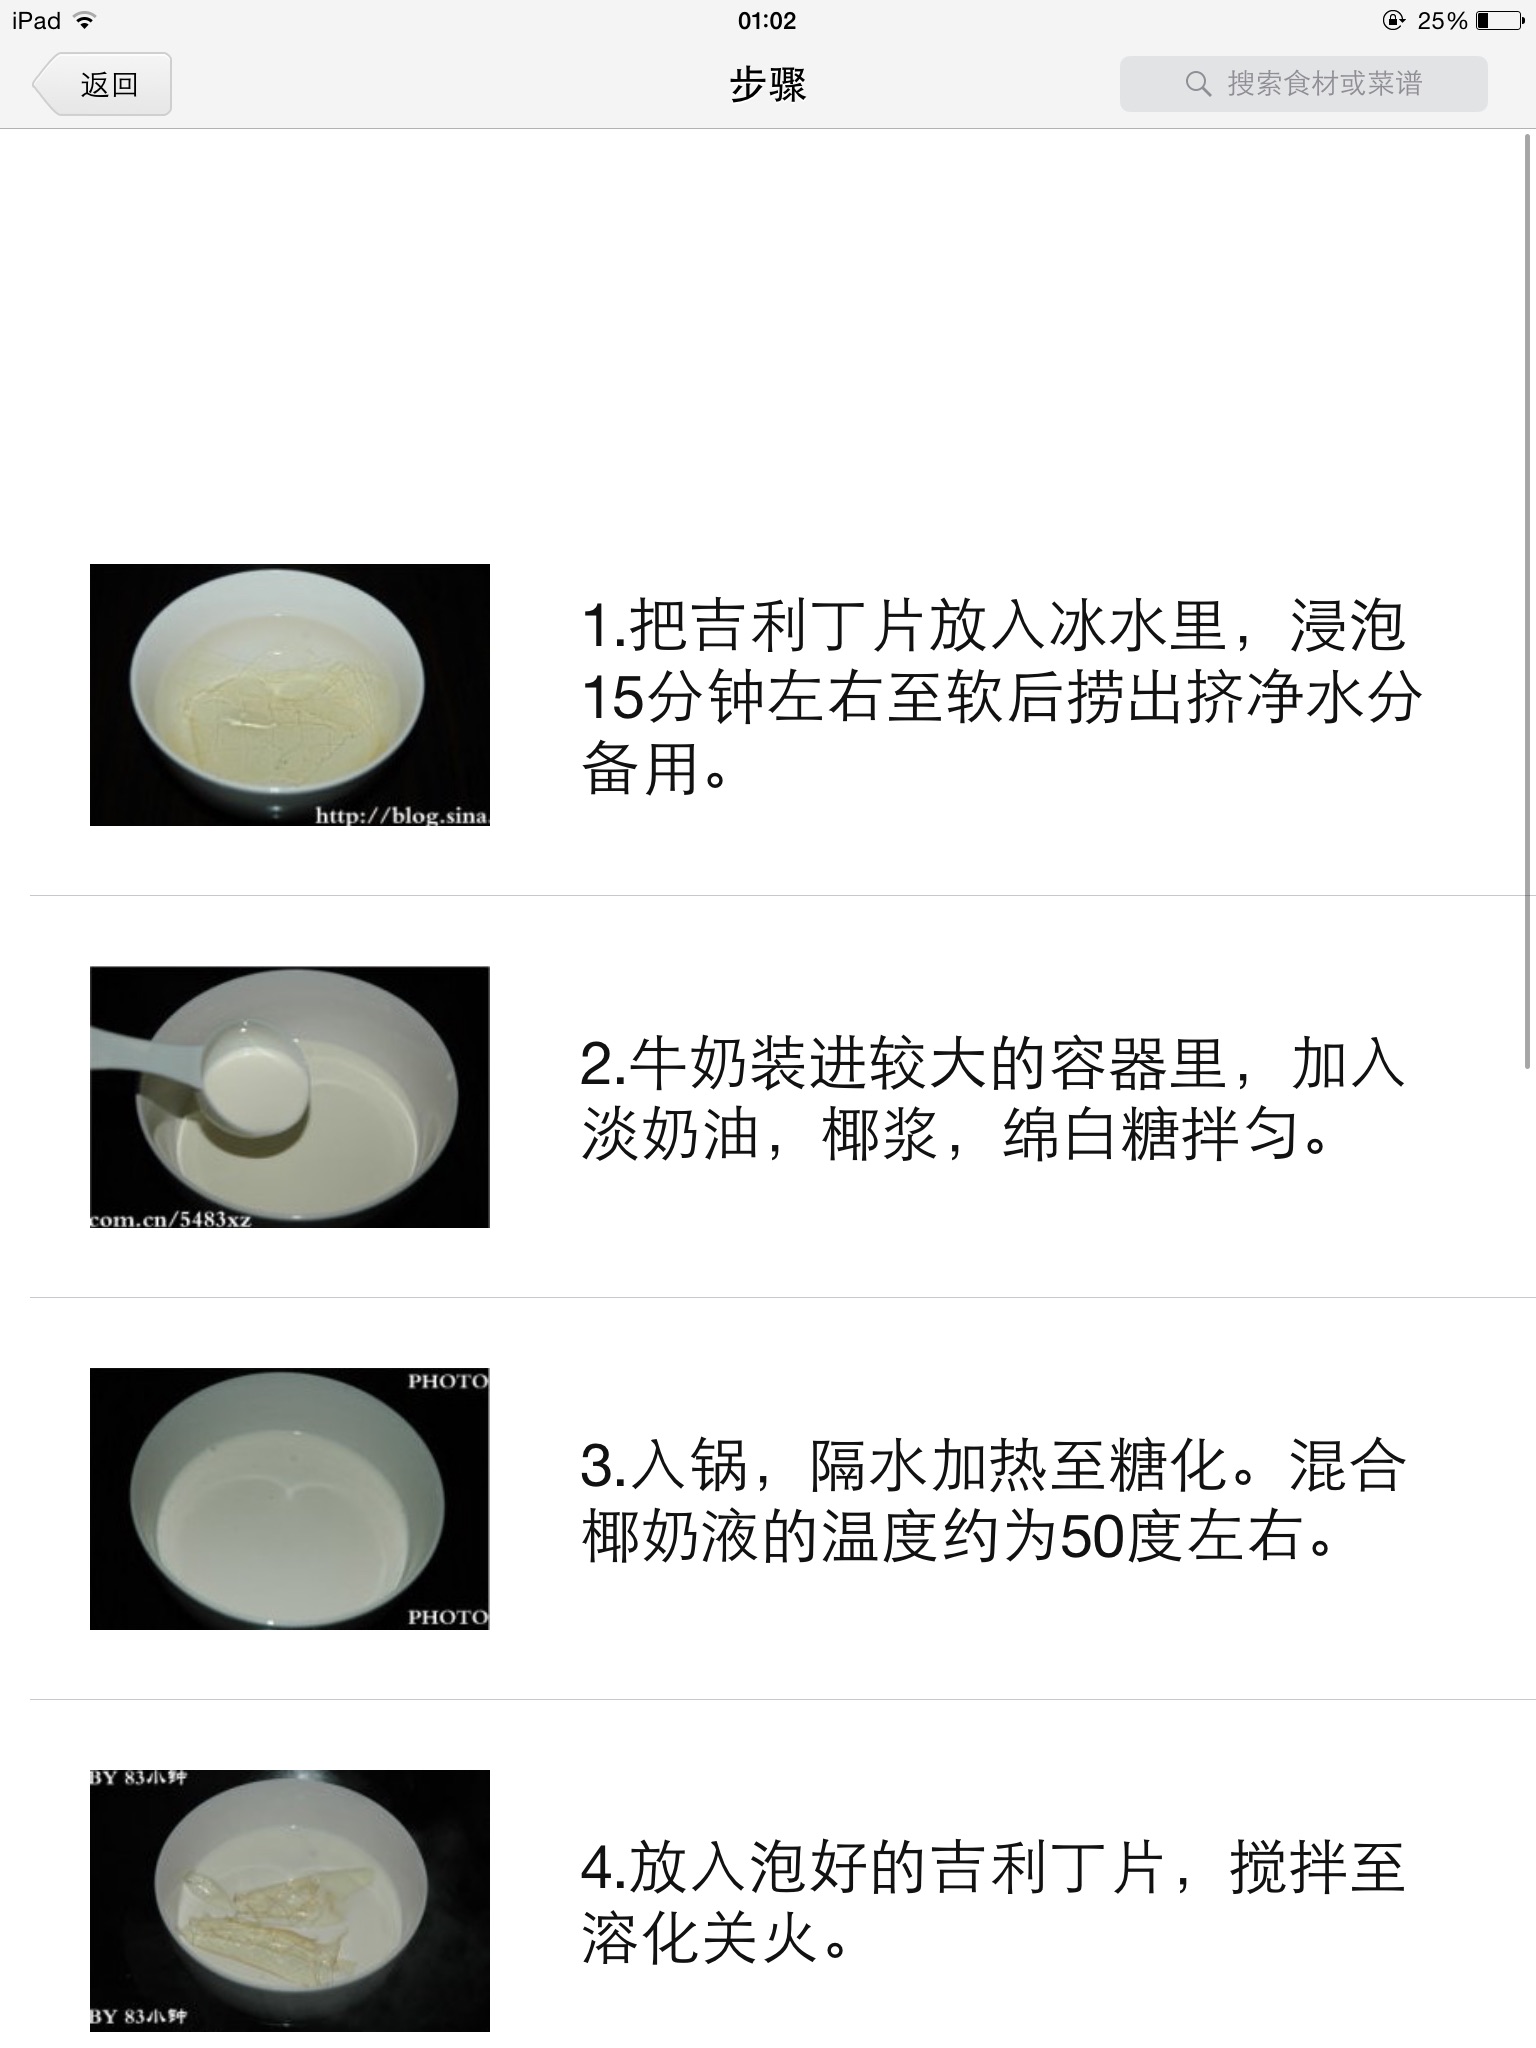 iPad
01:02
25%
返回
步骤
搜索食材或菜谱
1.把吉利丁片放入冰水里，浸泡
15分钟左右至软后捞出挤净水分
备用。
http://blog.sina.
2.牛奶装进较大的容器里，加入
淡奶油，椰浆，绵白糖拌匀。
com.cn/5483xz
PHOTO
3.入锅，隔水加热至糖化。混合
椰奶液的温度约为50度左右。
PHOTO
BY 83小钟
4.放入泡好的吉利丁片，搅拌至
溶化关火。
BY 83小钟